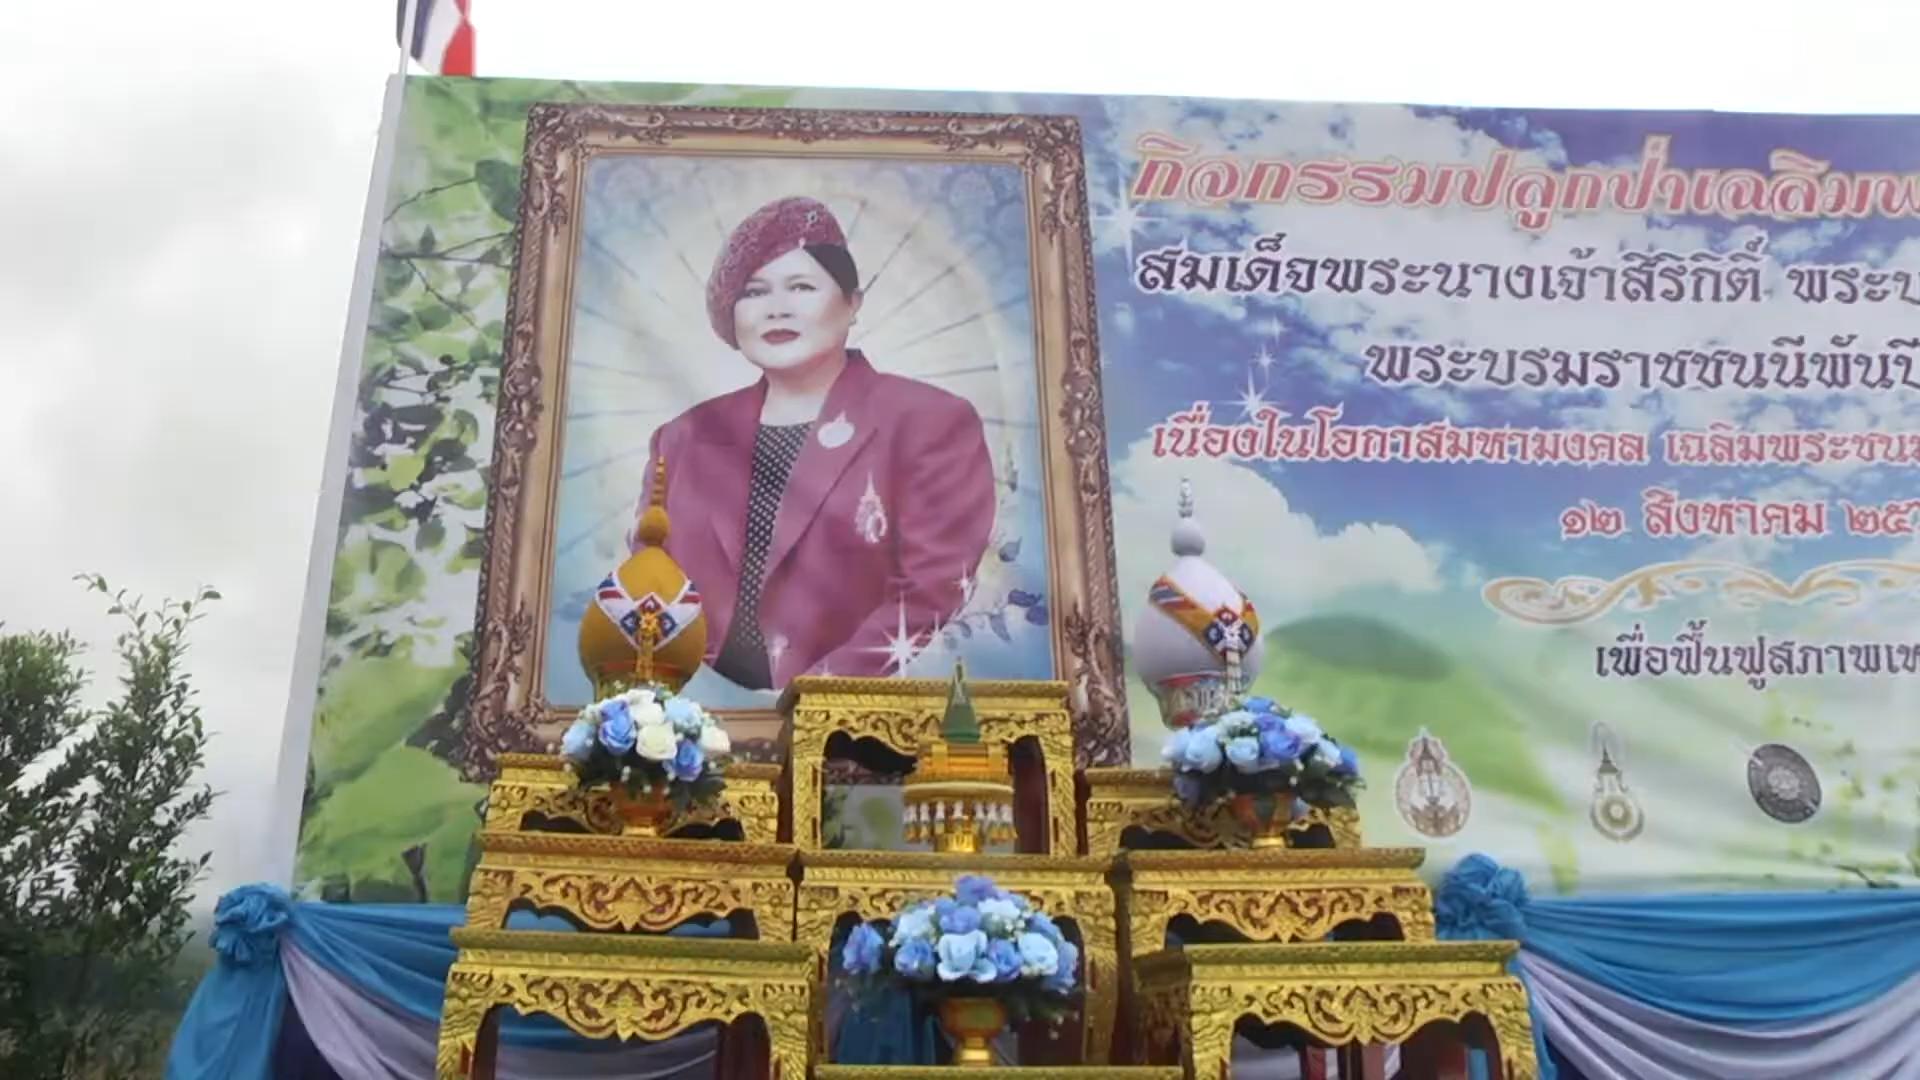 กิจกรรมปลูกป่าเฉลิมพ
สมเด็จพระนางเจ้าสิริกิติ์ พระบ
พระบรมราชชนนีพันปี
เนื่องในโอกาสมหามงคล เฉลิมพระชนม
๑๒ สิงหาคม ๒๕
เพื่อฟื้นฟูสภาพเห